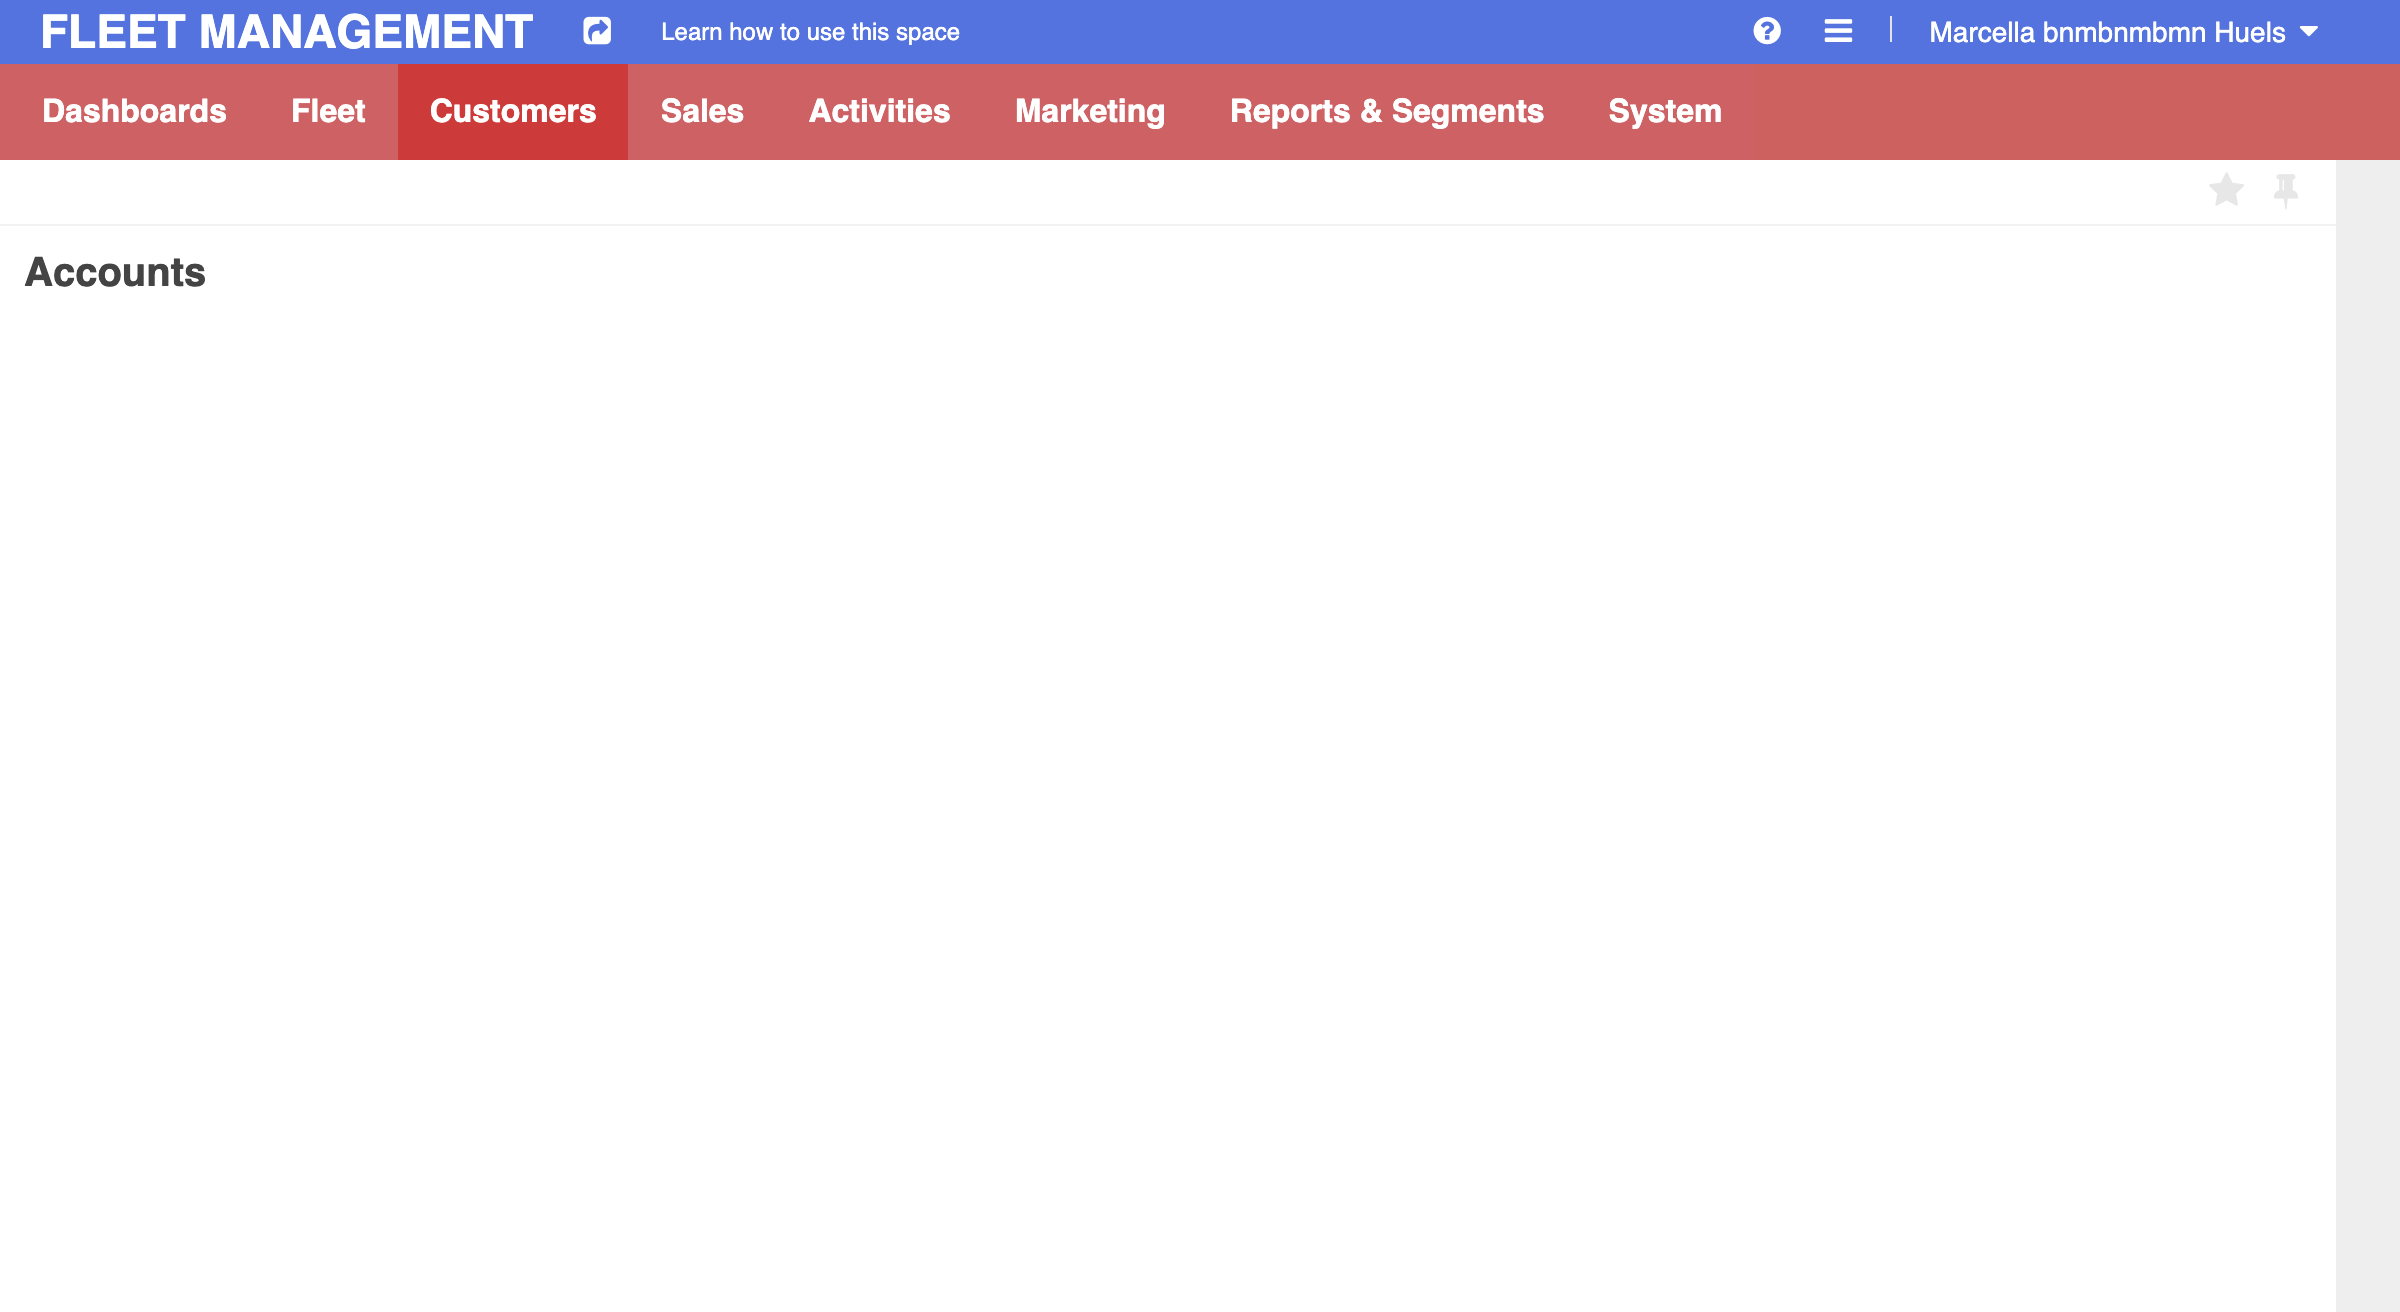 FLEET MANAGEMENT Learn how to use this space Marcella bnmbnmbmn Huels
Dashboards Fleet Customers Sales Activities Marketing Reports & Segments System
Accounts